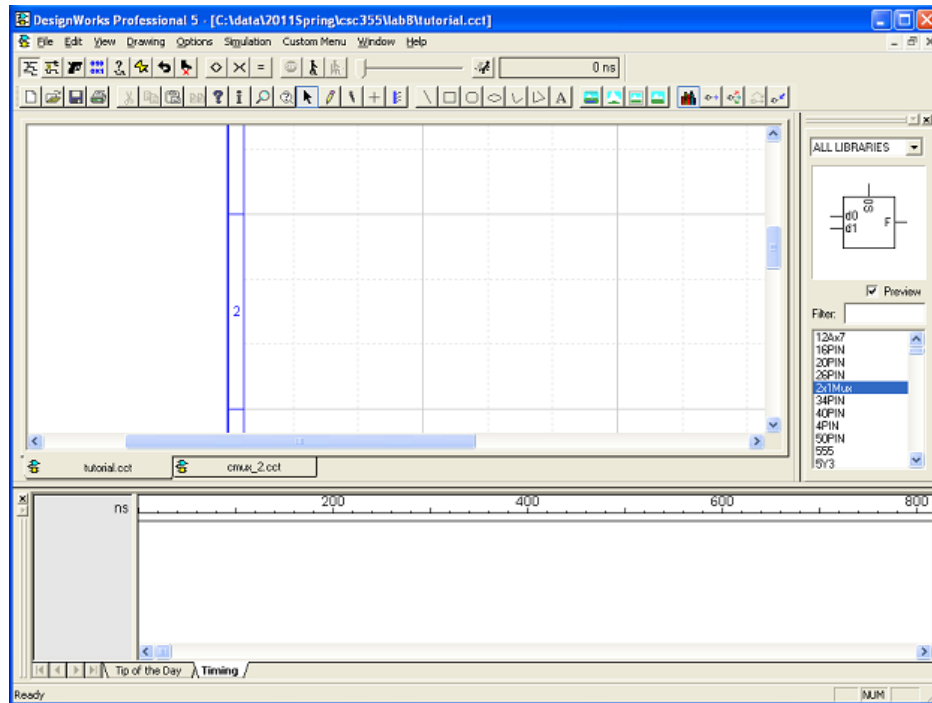 DesignWorks Professional 5 - [C:\data\2011Spring\csc355\lab8\tutorial.cct]
File Edit View Drawing Options Simulation Custom Menu Window Help
0 ns
A
ALL LIBRARIES
d0
d1
S0
F
Preview
Filter:
12Ax7
16PIN
20PIN
26PIN
2x1Mux
34PIN
40PIN
4PIN
50PIN
555
5Y3
2
tutorial.cct cmux_2.cct
ns 200 400 600 800
Tip of the Day Timing
Ready NUM